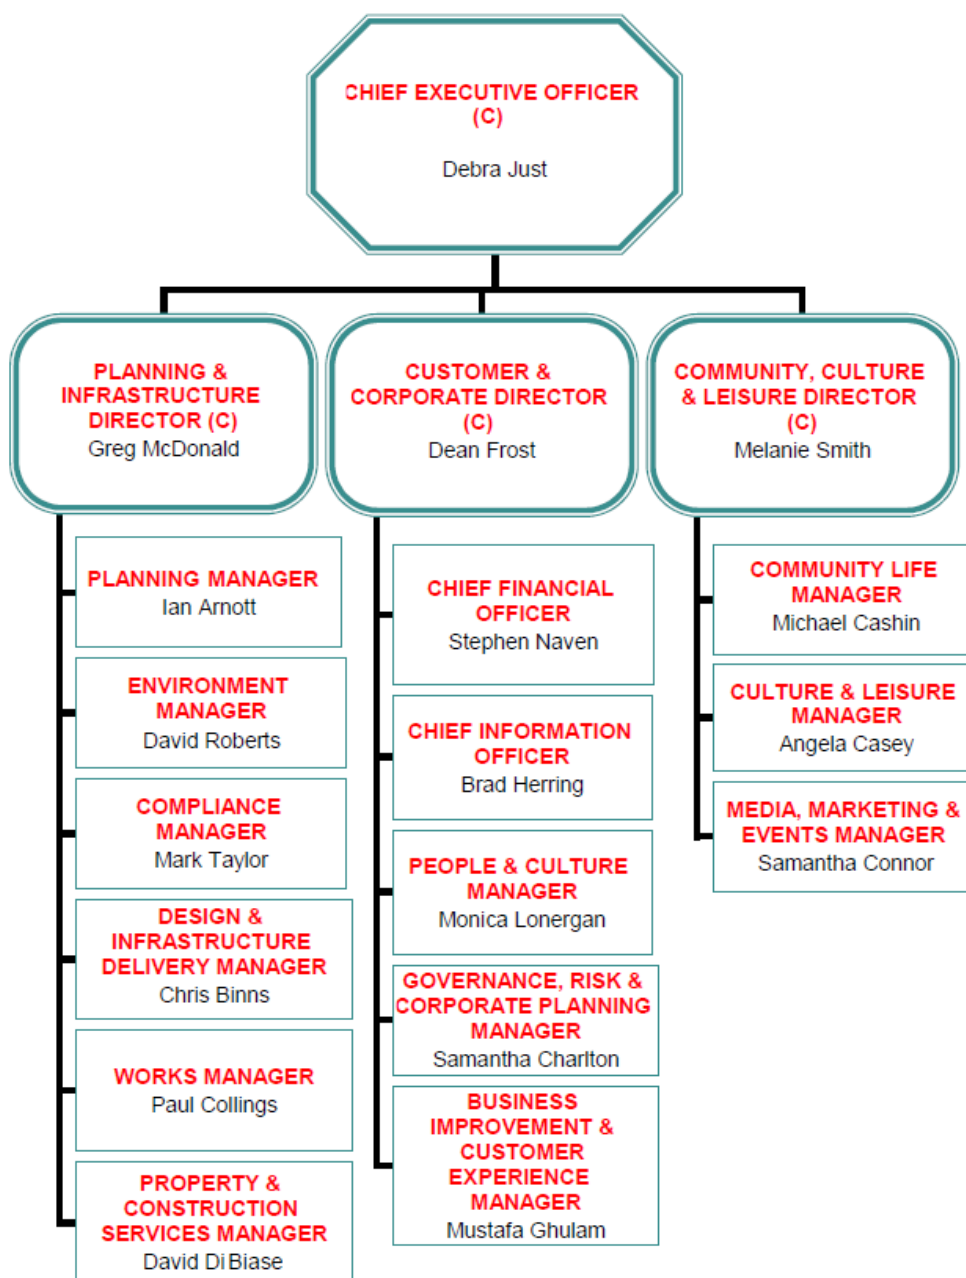 CHIEF EXECUTIVE OFFICER
(C)
Debra Just
PLANNING &
INFRASTRUCTURE
DIRECTOR (C)
Greg McDonald
CUSTOMER &
CORPORATE DIRECTOR
(C)
Dean Frost
COMMUNITY, CULTURE
& LEISURE DIRECTOR
(C)
Melanie Smith
PLANNING MANAGER
Ian Arnott
ENVIRONMENT
MANAGER
David Roberts
COMPLIANCE
MANAGER
Mark Taylor
DESIGN &
INFRASTRUCTURE
DELIVERY MANAGER
Chris Binns
WORKS MANAGER
Paul Collings
PROPERTY &
CONSTRUCTION
SERVICES MANAGER
David Di Biase
CHIEF FINANCIAL
OFFICER
Stephen Naven
CHIEF INFORMATION
OFFICER
Brad Herring
PEOPLE & CULTURE
MANAGER
Monica Lonergan
GOVERNANCE, RISK &
CORPORATE PLANNING
MANAGER
Samantha Charlton
BUSINESS
IMPROVEMENT &
CUSTOMER
EXPERIENCE
MANAGER
Mustafa Ghulam
COMMUNITY LIFE
MANAGER
Michael Cashin
CULTURE & LEISURE
MANAGER
Angela Casey
MEDIA, MARKETING &
EVENTS MANAGER
Samantha Connor